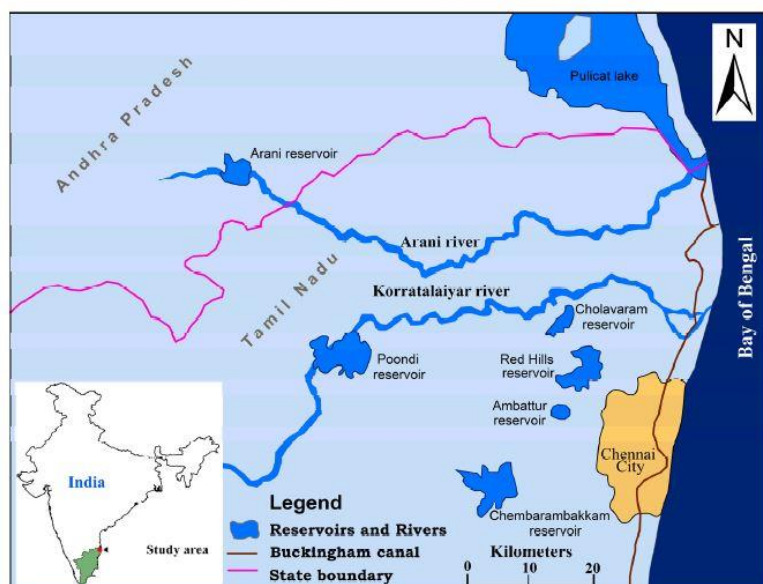 N
Pulicat lake
Andhra Pradesh
Arani reservoir
Arani river
Tamil Nadu
Korratalaiyar river
Bay of Bengal
Cholavaram
reservoir
Poondi
reservoir
Red Hills
reservoir
Ambattur
reservoir
Chennai
City
Chembarambakkam
reservoir
India
Study area
Legend
Reservoirs and Rivers
Buckingham canal
State boundary
Kilometers
0 10 20